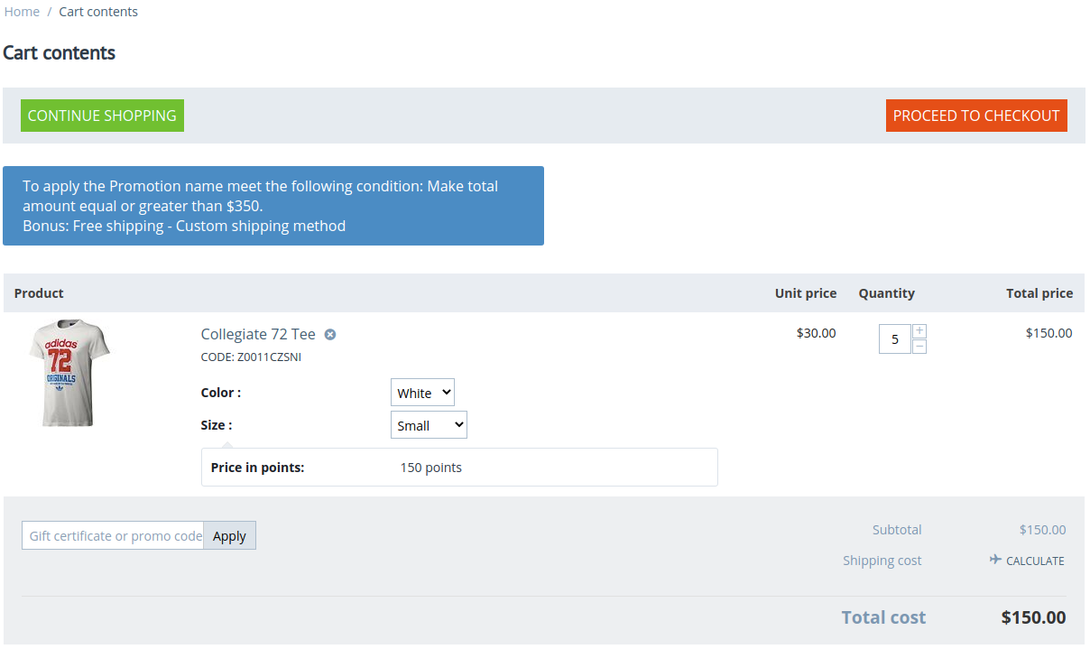 Home / Cart contents
Cart contents
CONTINUE SHOPPING
PROCEED TO CHECKOUT
To apply the Promotion name meet the following condition: Make total
amount equal or greater than $350.
Bonus: Free shipping - Custom shipping method
Product Unit price Quantity Total price
adidas
72
ORIGINALS
Collegiate 72 Tee $30.00 5 + − $150.00
CODE: Z0011CZSNI
Color : White
Size : Small
Price in points: 150 points
Gift certificate or promo code Apply
Subtotal $150.00
Shipping cost CALCULATE
Total cost $150.00